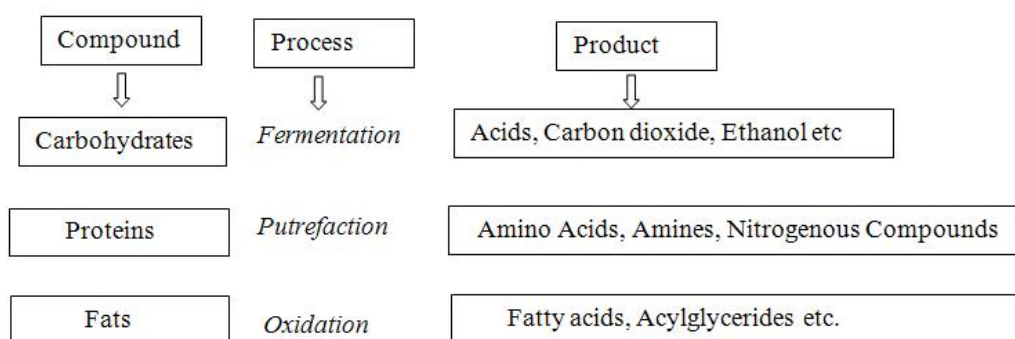 Compound Process Product
Carbohydrates Fermentation Acids, Carbon dioxide, Ethanol etc
Proteins Putrefaction Amino Acids, Amines, Nitrogenous Compounds
Fats Oxidation Fatty acids, Acylglycerides etc.